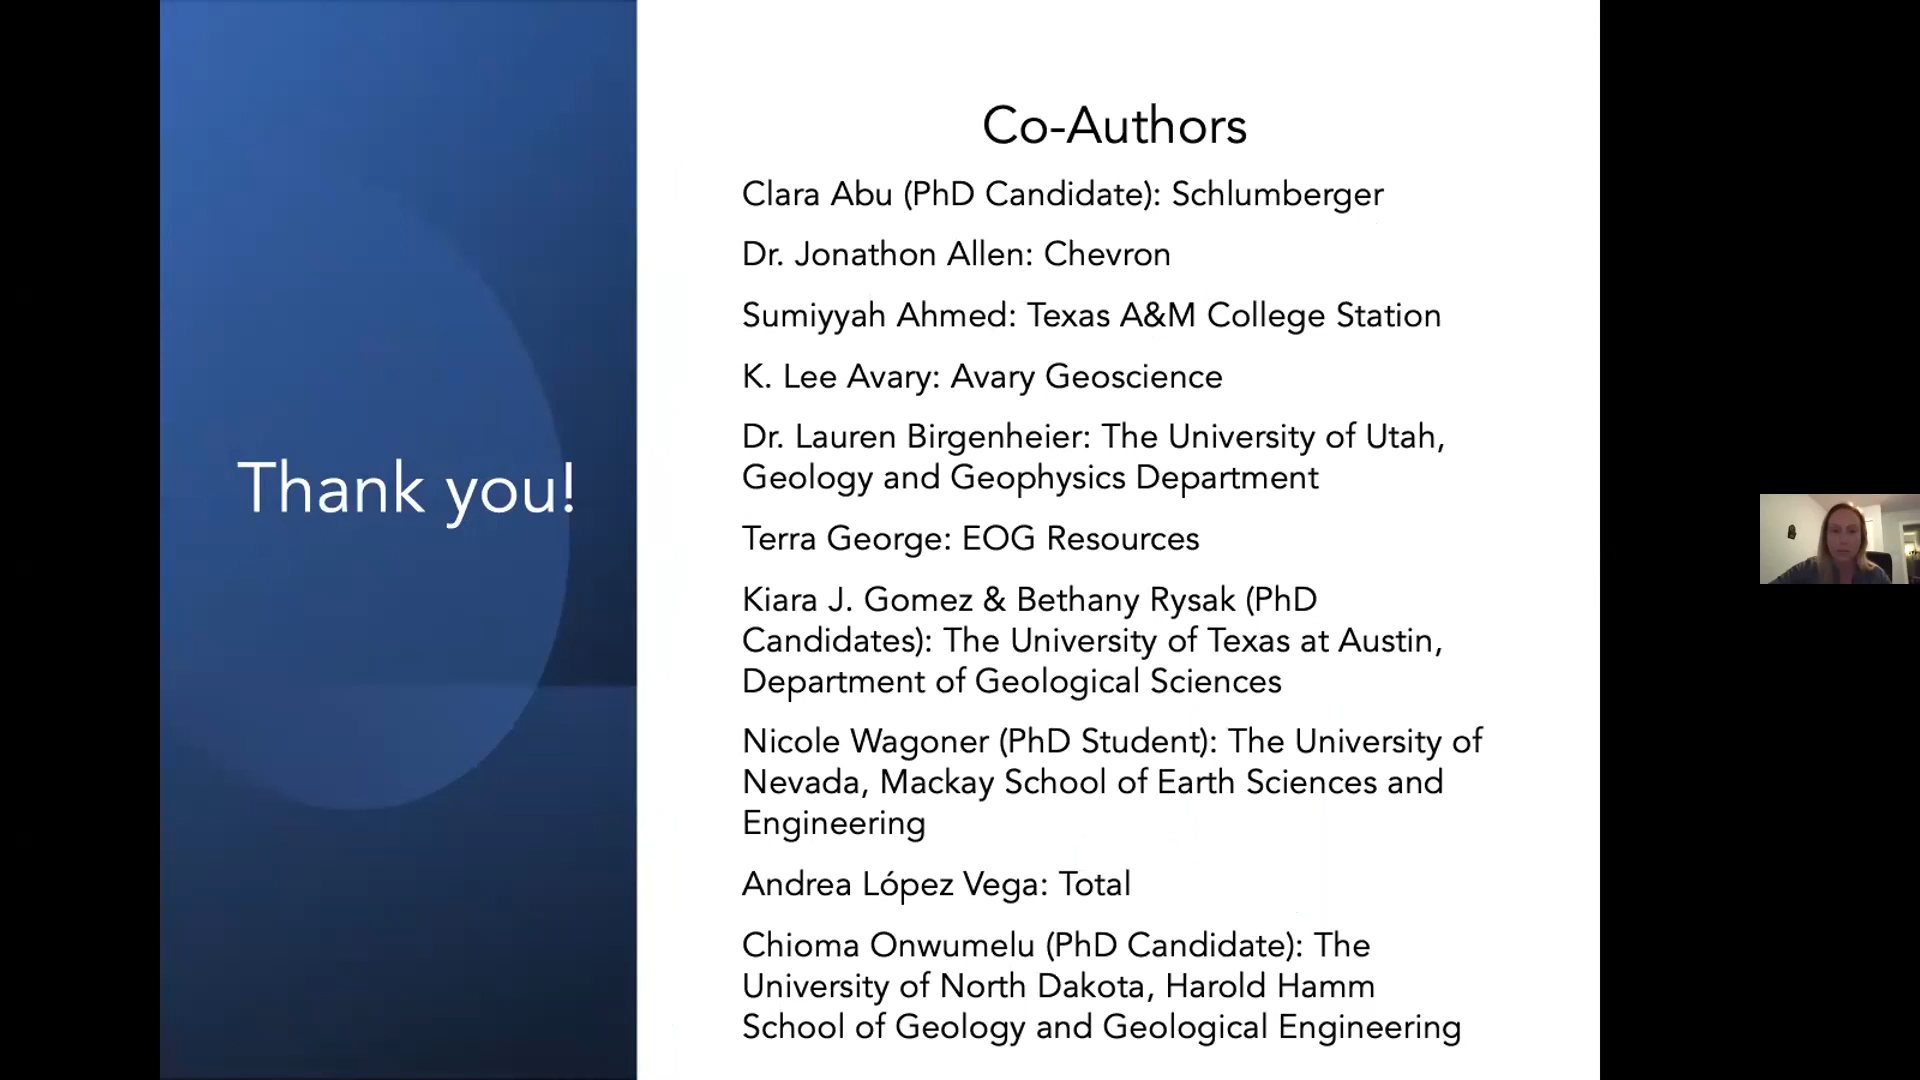 Thank you!
Co-Authors
Clara Abu (PhD Candidate): Schlumberger
Dr. Jonathon Allen: Chevron
Sumiyyah Ahmed: Texas A&M College Station
K. Lee Avary: Avary Geoscience
Dr. Lauren Birgenheier: The University of Utah,
Geology and Geophysics Department
Terra George: EOG Resources
Kiara J. Gomez & Bethany Rysak (PhD
Candidates): The University of Texas at Austin,
Department of Geological Sciences
Nicole Wagoner (PhD Student): The University of
Nevada, Mackay School of Earth Sciences and
Engineering
Andrea López Vega: Total
Chioma Onwumelu (PhD Candidate): The
University of North Dakota, Harold Hamm
School of Geology and Geological Engineering